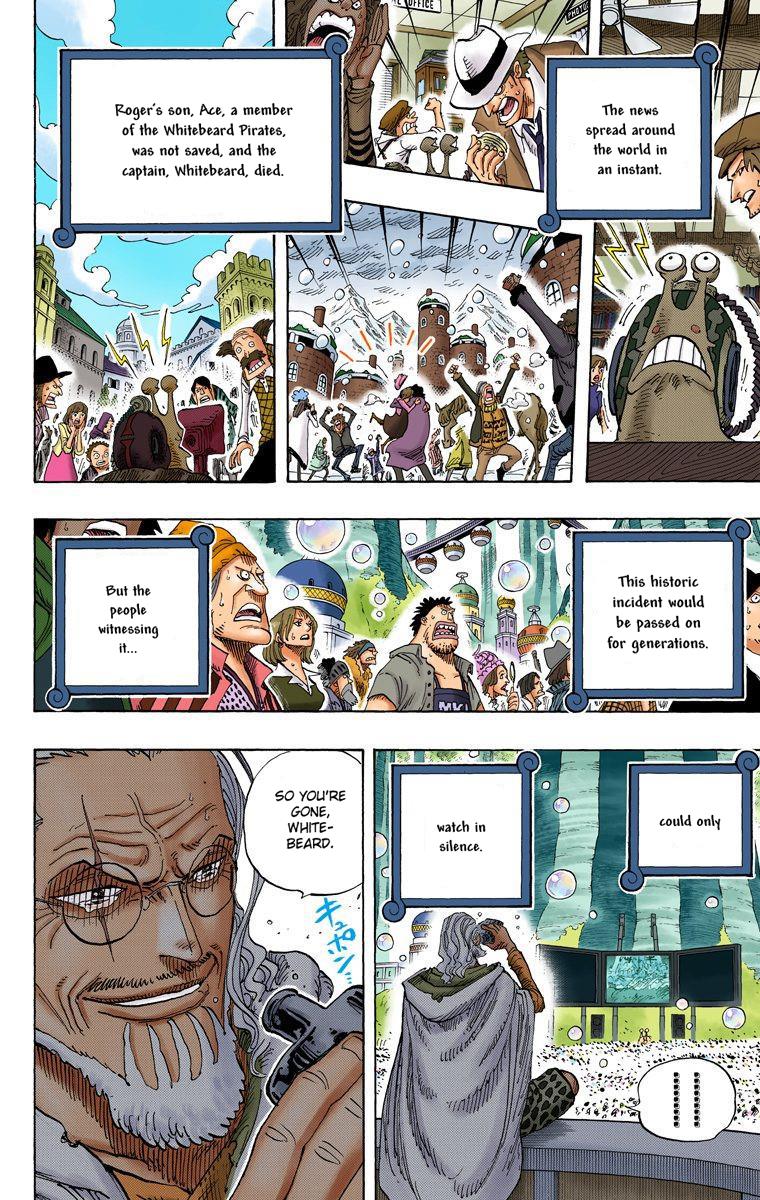 The news
spread around
the world in
an instant.
OFFICE
Roger's son, Ace, a member
of the Whitebeard Pirates,
was not saved, and the
captain, Whitebeard, died.
This historic
incident would
be passed on
for generations.
But the
people
witnessing
it...
could only
watch in
silence.
!!
SO YOU'RE
GONE,
WHITE-
BEARD.
キュポン…